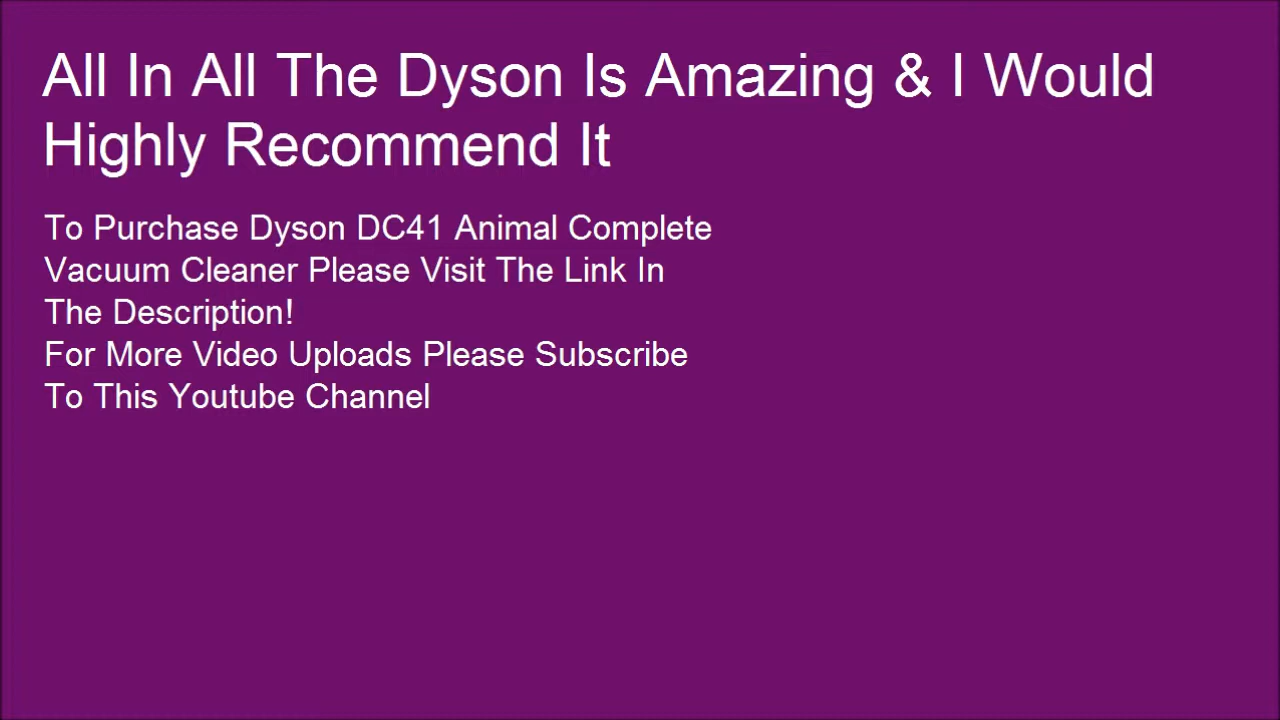 All In All The Dyson Is Amazing & I Would
Highly Recommend It
To Purchase Dyson DC41 Animal Complete
Vacuum Cleaner Please Visit The Link In
The Description!
For More Video Uploads Please Subscribe
To This Youtube Channel